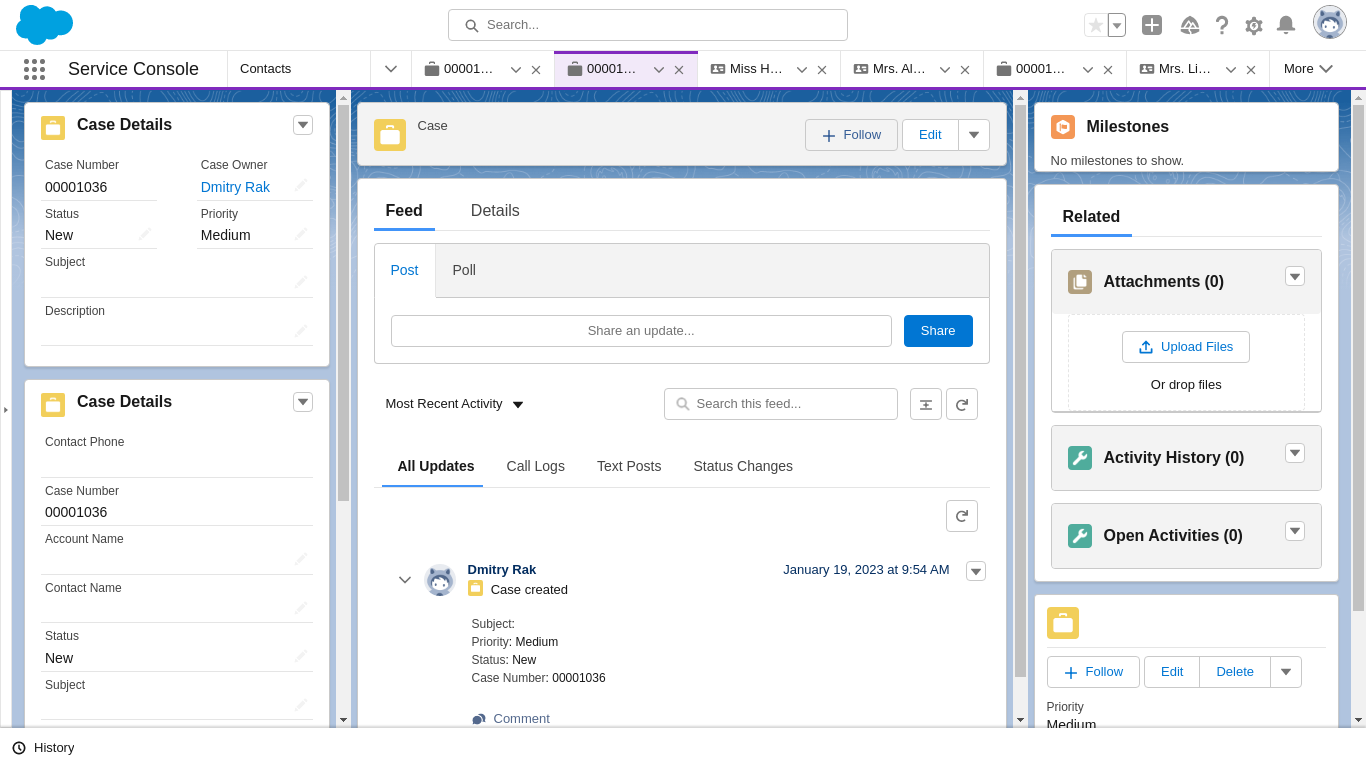 Search...
Service Console
Contacts
00001...
00001...
Miss H...
Mrs. Al...
00001...
Mrs. Li...
More
Case Details
Case Number
Case Owner
00001036
Dmitry Rak
Status
Priority
New
Medium
Subject
Description
Case Details
Contact Phone
Case Number
00001036
Account Name
Contact Name
Status
New
Subject
Case
Follow
Edit
Feed
Details
Post
Poll
Share an update...
Share
Most Recent Activity
Search this feed...
All Updates
Call Logs
Text Posts
Status Changes
Dmitry Rak
January 19, 2023 at 9:54 AM
Case created
Subject:
Priority: Medium
Status: New
Case Number: 00001036
Comment
Milestones
No milestones to show.
Related
Attachments (0)
Upload Files
Or drop files
Activity History (0)
Open Activities (0)
Follow
Edit
Delete
Priority
Medium
History